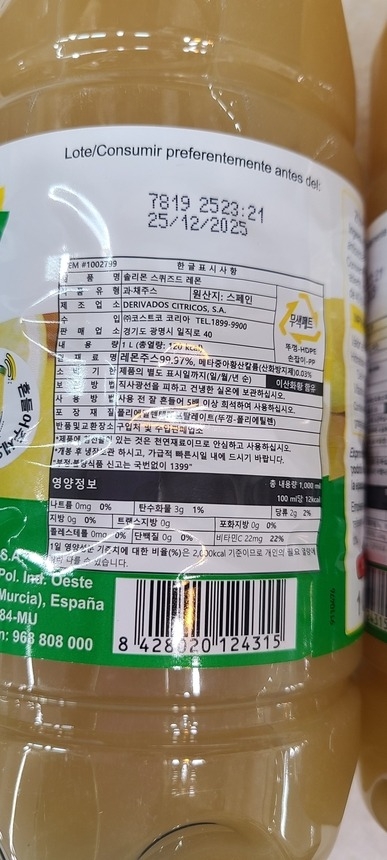 Lote/Consumir preferentemente antes del:
7819 2523:21
25/12/2025
ITEM #1002799 한글표시사항
제품명 솔리몬 스퀴즈드 레몬
식품유형 과·채주스 원산지: 스페인
제조업소 DERIVADOS CITRICOS, S.A.
수입 ㈜코스트코 코리아 TEL.1899-9900
판매업소 경기도 광명시 일직로 40
내용량 1 L (총열량: 120 kcal)
원재료명 레몬주스99.97%, 메타중아황산칼륨(산화방지제)0.03%
소비기한 제품의 별도 표시일까지(일/월/년 순) 이산화황 함유
보관방법 직사광선을 피하고 건냉한 실온에 보관하십시오.
사용방법 사용 전 잘 흔들어 5배 이상 희석하여 사용하십시오.
포장재질 폴리에틸렌테레프탈레이트(뚜껑-폴리에틸렌)
반품및교환장소 구입처 및 수입판매업소
*제품에 침전물이 있는 것은 천연재료이므로 안심하고 사용하십시오.
*개봉 후 냉장보관 하시고, 가급적 빠른시일 내에 드시기 바랍니다.
*부정·불량식품 신고는 국번없이 1399*
무색페트
뚜껑-HDPE
손잡이-PP
영양정보 총 내용량 1,000 ml
100 ml당 12kcal
나트륨 0mg 0% 탄수화물 3g 1% 당류 2g 2%
지방 0g 0% 트랜스지방 0g 포화지방 0g 0%
콜레스테롤 0mg 0% 단백질 0g 0% 비타민C 22mg 22%
1일 영양성분 기준치에 대한 비율(%)은 2,000kcal 기준이므로 개인의 필요 열량에
따라 다를 수 있습니다.
S.A.
Pol. Ind. Oeste
(Murcia), España
84-MU
n: 968 808 000
8 428020 124315